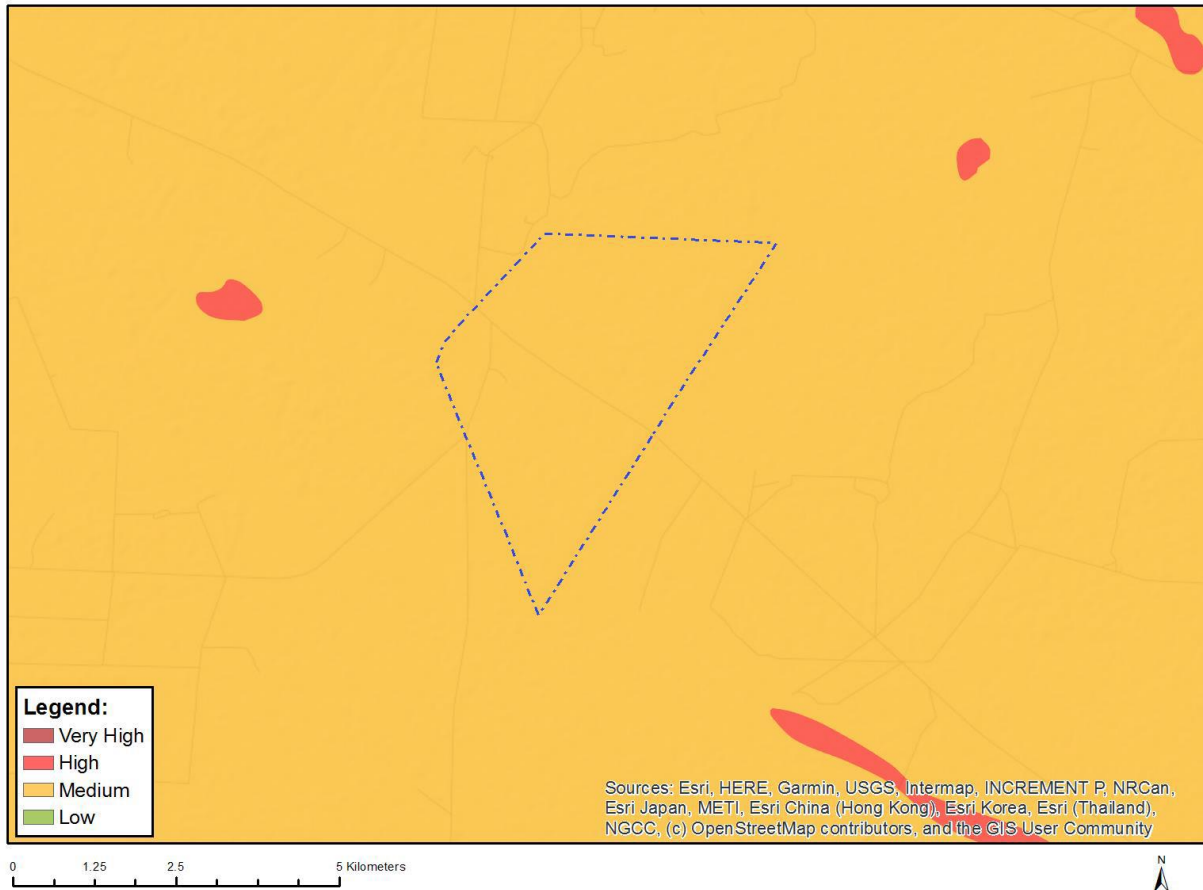 Legend:
Very High
High
Medium
Low
Sources: Esri, HERE, Garmin, USGS, Intermap, INCREMENT P, NRCan,
Esri Japan, METI, Esri China (Hong Kong), Esri Korea, Esri (Thailand),
NGCC, (c) OpenStreetMap contributors, and the GIS User Community
0 1.25 2.5 5 Kilometers
N